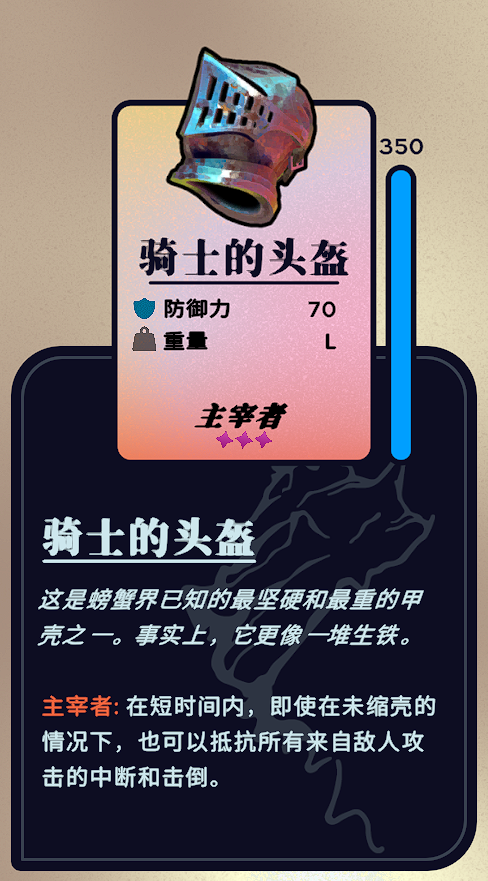 350
骑士的头盔
防御力 70
重量 L
主宰者
骑士的头盔
这是螃蟹界已知的最坚硬和最重的甲
壳之一。事实上，它更像一堆生铁。
主宰者: 在短时间内，即使在未缩壳的
情况下，也可以抵抗所有来自敌人攻
击的中断和击倒。